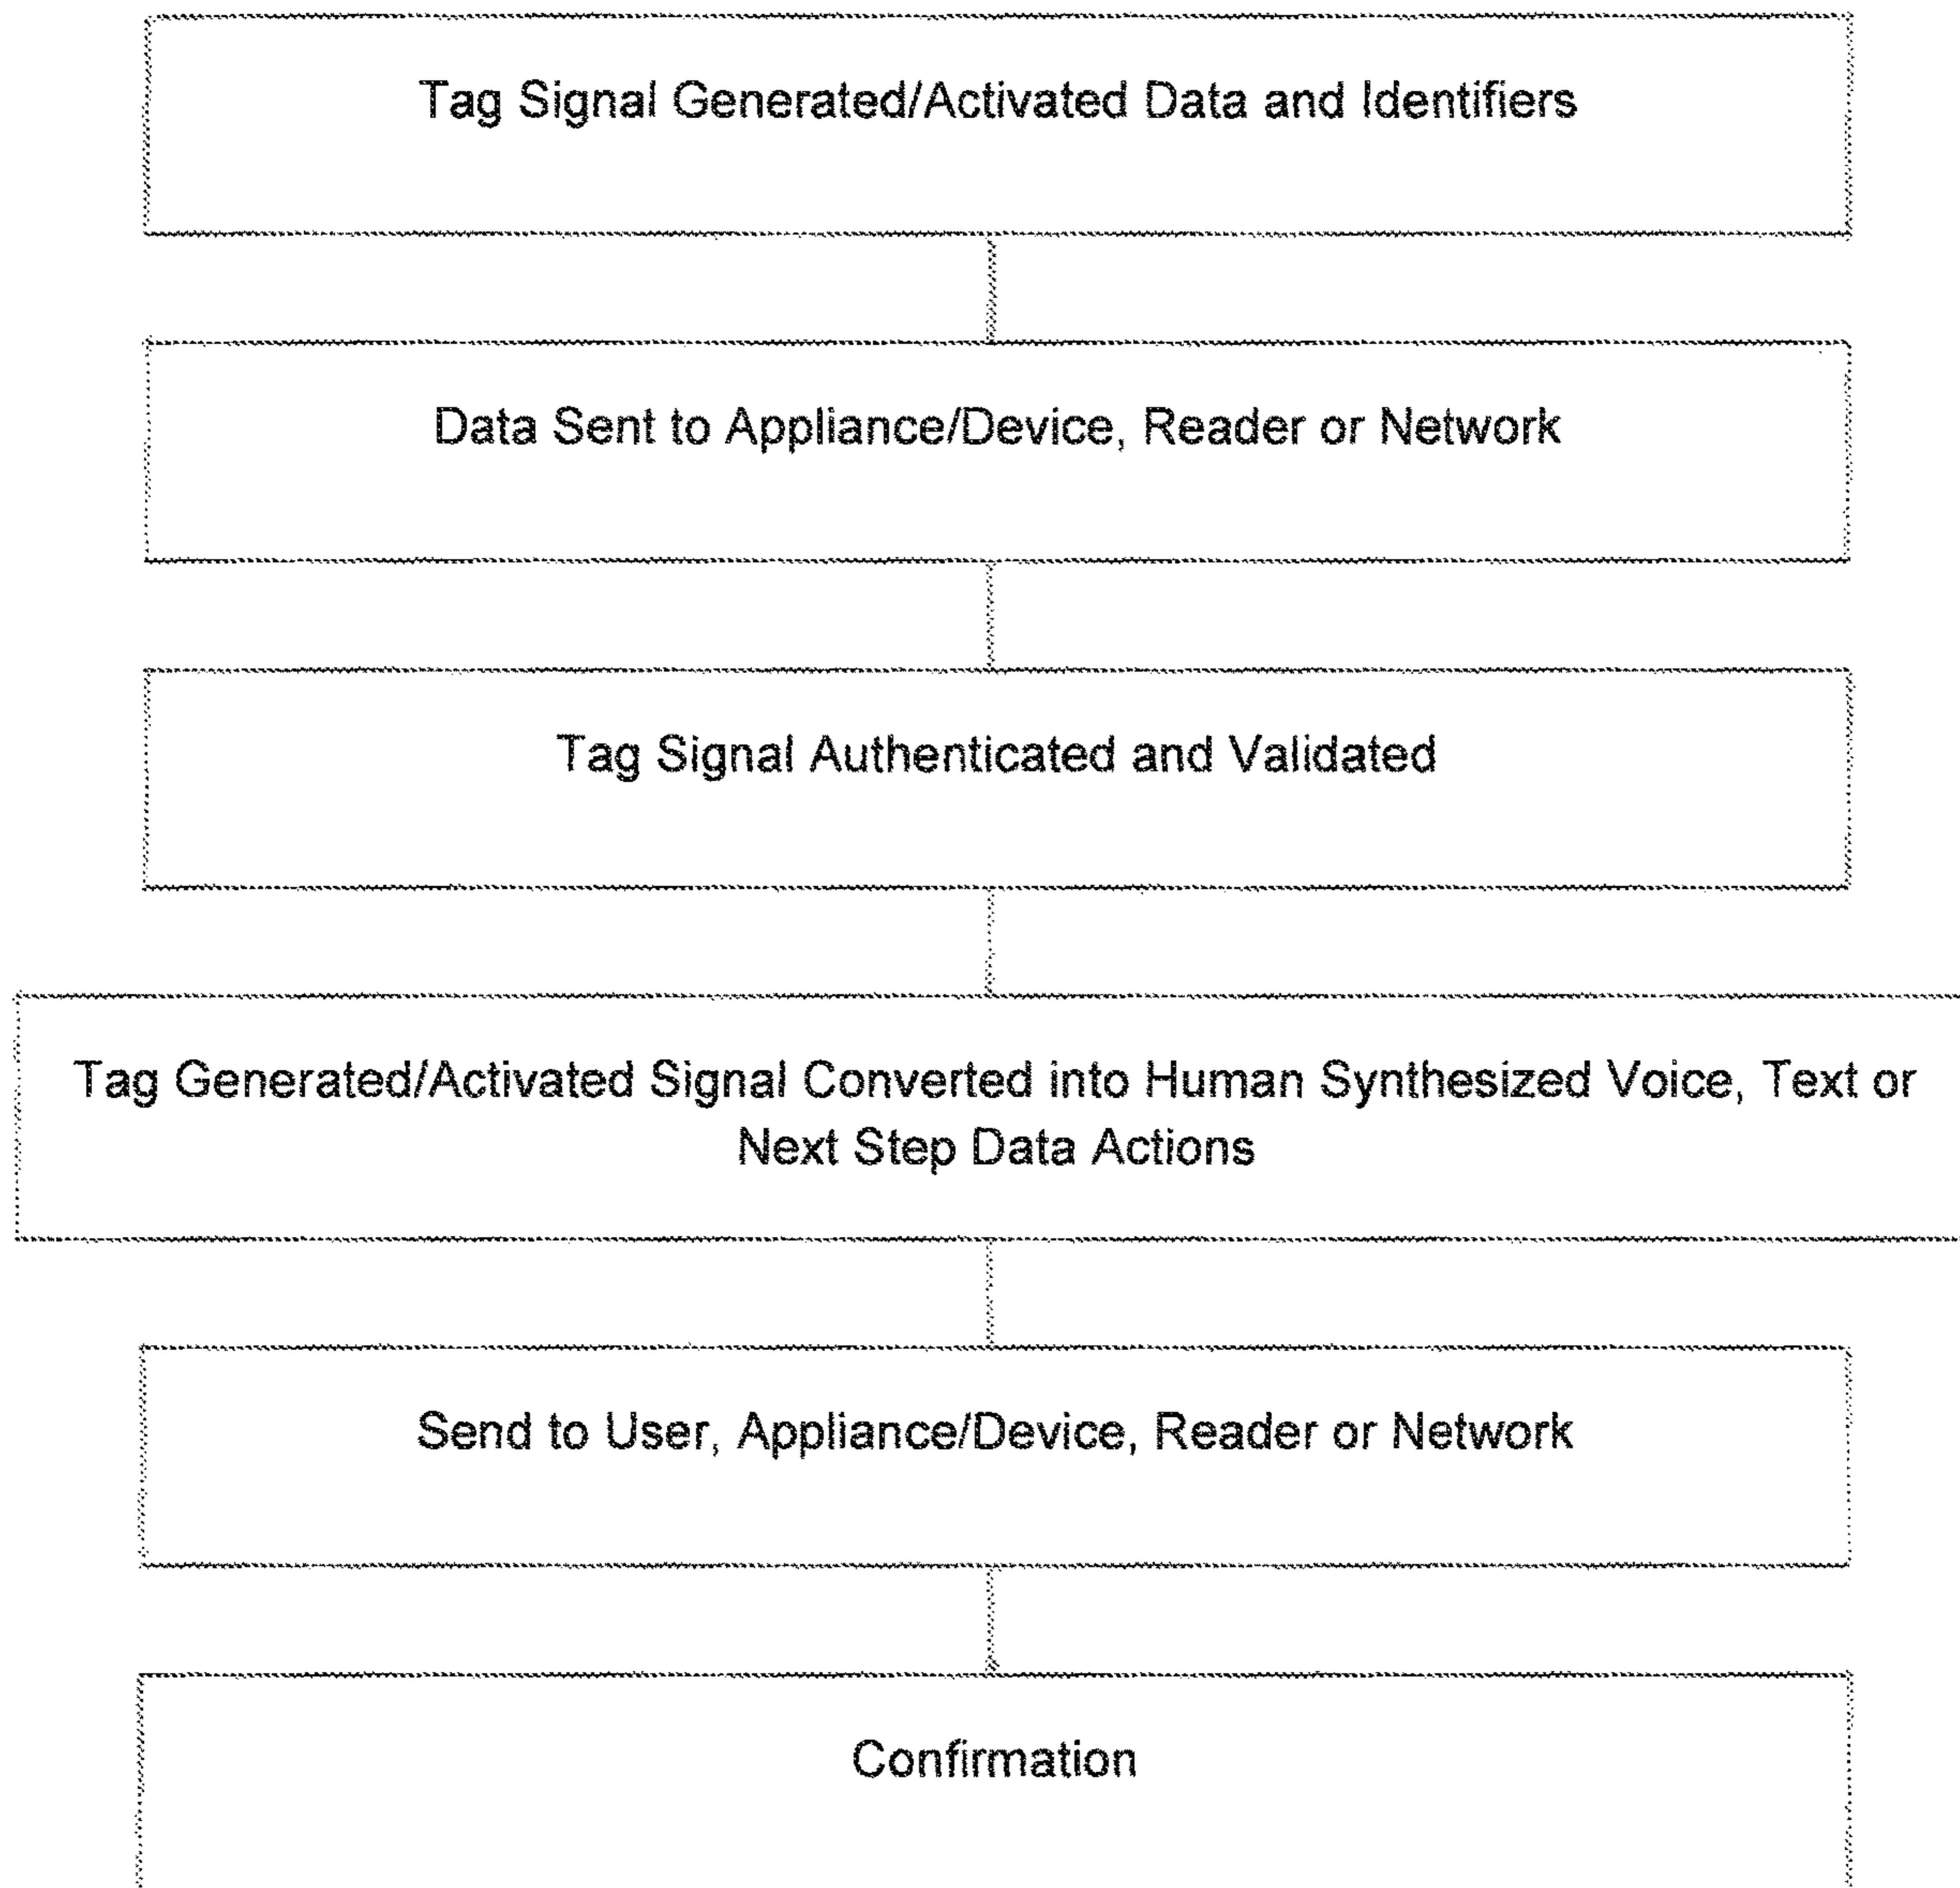 Tag Signal Generated/Activated Data and Identifiers
Data Sent to Appliance/Device, Reader or Network
Tag Signal Authenticated and Validated
Tag Generated/Activated Signal Converted into Human Synthesized Voice, Text or
Next Step Data Actions
Send to User, Appliance/Device, Reader or Network
Confirmation